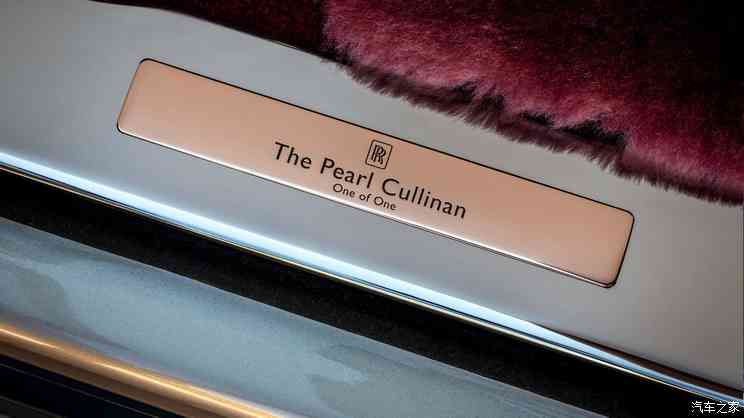 RR
The Pearl Cullinan
One of One
汽车之家